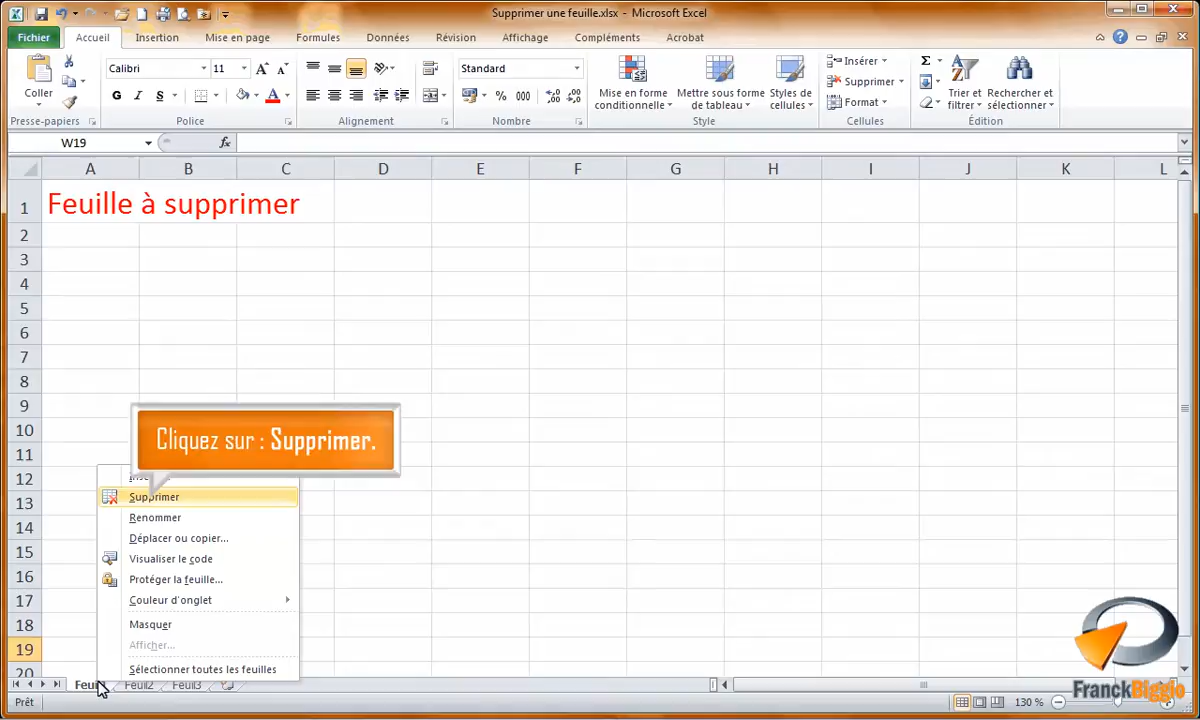 Supprimer une feuille.xlsx - Microsoft Excel
Fichier Accueil Insertion Mise en page Formules Données Révision Affichage Compléments Acrobat
Coller
Presse-papiers
Calibri 11
G I S A
Police
Alignement
Standard
% 000
Nombre
Mise en forme conditionnelle
Mettre sous forme de tableau
Styles de cellules
Style
Insérer
Supprimer
Format
Cellules
Σ
Trier et filtrer
Rechercher et sélectionner
Édition
W19 fx
A B C D E F G H I J K L
1 Feuille à supprimer
2
3
4
5
6
7
8
9
10
11
12
13
14
15
16
17
18
19
20
Cliquez sur : Supprimer.
Supprimer
Renommer
Déplacer ou copier...
Visualiser le code
Protéger la feuille...
Couleur d'onglet
Masquer
Afficher...
Sélectionner toutes les feuilles
Feuil2 Feuil3
Prêt 130 %
FranckBiggio